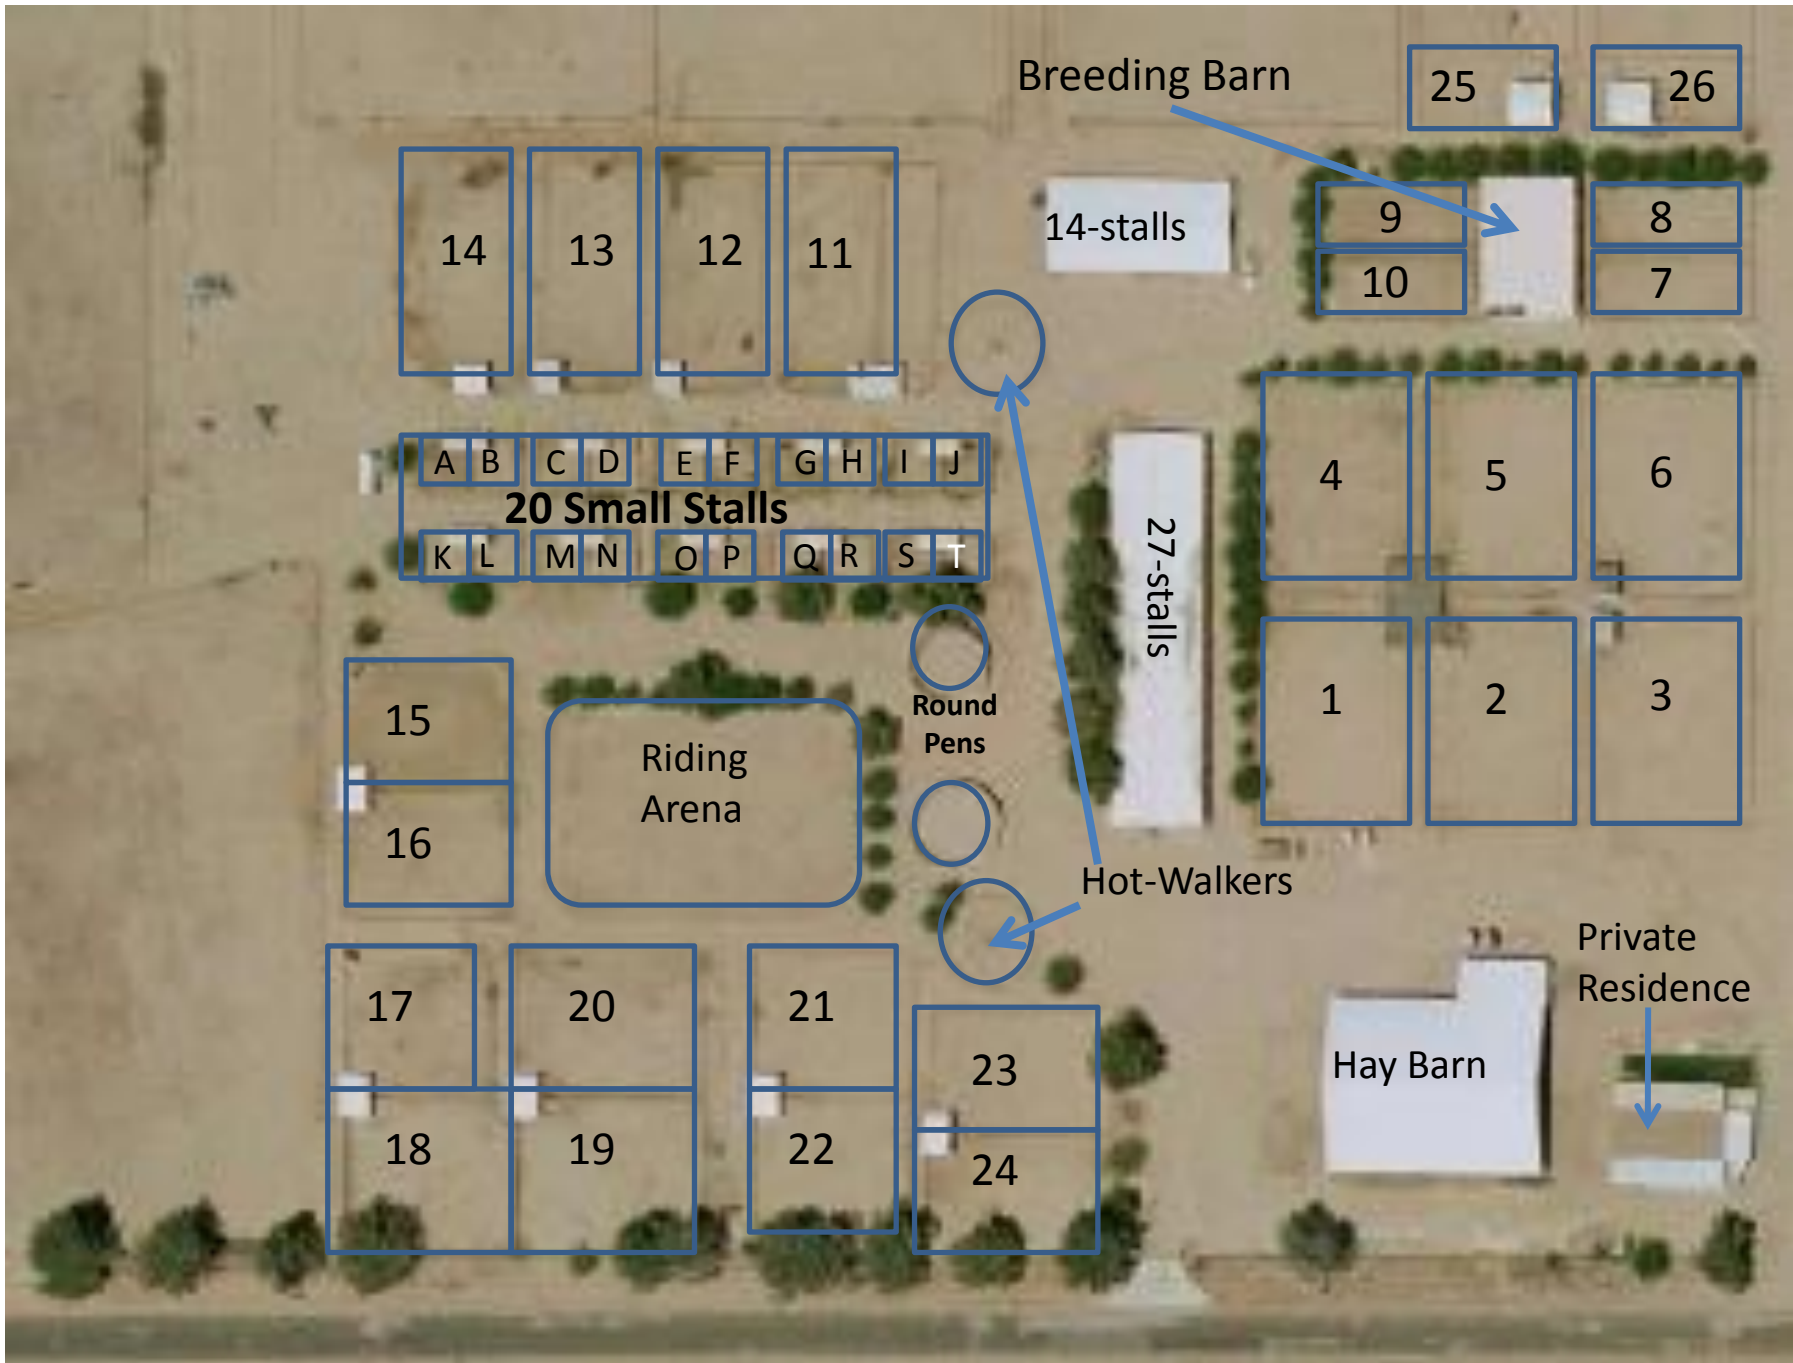 Breeding Barn
25
26
14
13
12
11
14-stalls
9
8
10
7
A B C D E F G H I J
20 Small Stalls
K L M N O P Q R S T
27-stalls
4
5
6
1
2
3
15
16
Riding
Arena
Round
Pens
Hot-Walkers
Private
Residence
17
20
21
23
18
19
22
24
Hay Barn